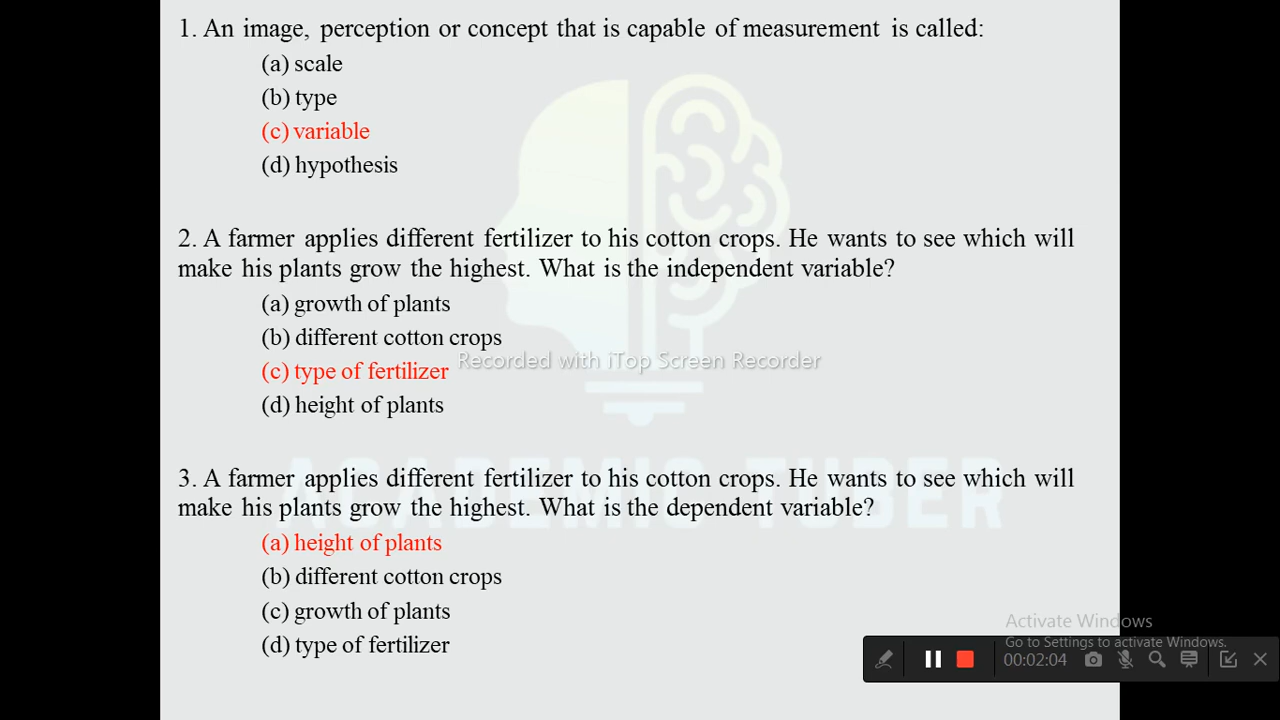 1. An image, perception or concept that is capable of measurement is called:
(a) scale
(b) type
(c) variable
(d) hypothesis
2. A farmer applies different fertilizer to his cotton crops. He wants to see which will
make his plants grow the highest. What is the independent variable?
(a) growth of plants
(b) different cotton crops
(c) type of fertilizer
Recorded with iTop Screen Recorder
(d) height of plants
3. A farmer applies different fertilizer to his cotton crops. He wants to see which will
make his plants grow the highest. What is the dependent variable?
ACADEMIC TUBER
(a) height of plants
(b) different cotton crops
(c) growth of plants
(d) type of fertilizer
Activate Windows
Go to Settings to activate Windows.
00:02:04